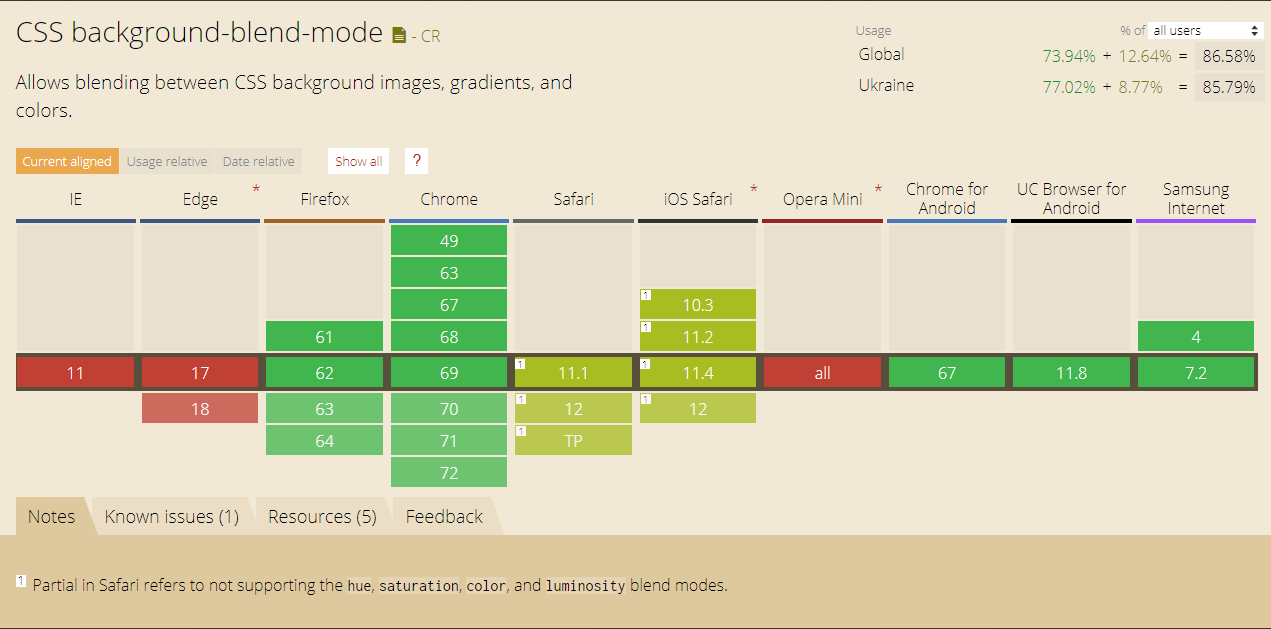 CSS background-blend-mode - CR
Usage % of all users
Global 73.94% + 12.64% = 86.58%
Ukraine 77.02% + 8.77% = 85.79%
Allows blending between CSS background images, gradients, and
colors.
Current aligned Usage relative Date relative Show all ?
IE Edge * Firefox Chrome Safari iOS Safari * Opera Mini * Chrome for Android UC Browser for Android Samsung Internet
49
63
67 1 10.3
61 68 1 11.2 4
11 17 62 69 1 11.1 1 11.4 all 67 11.8 7.2
18 63 70 1 12 1 12
64 71 1 TP
72
Notes Known issues (1) Resources (5) Feedback
1 Partial in Safari refers to not supporting the hue, saturation, color, and luminosity blend modes.